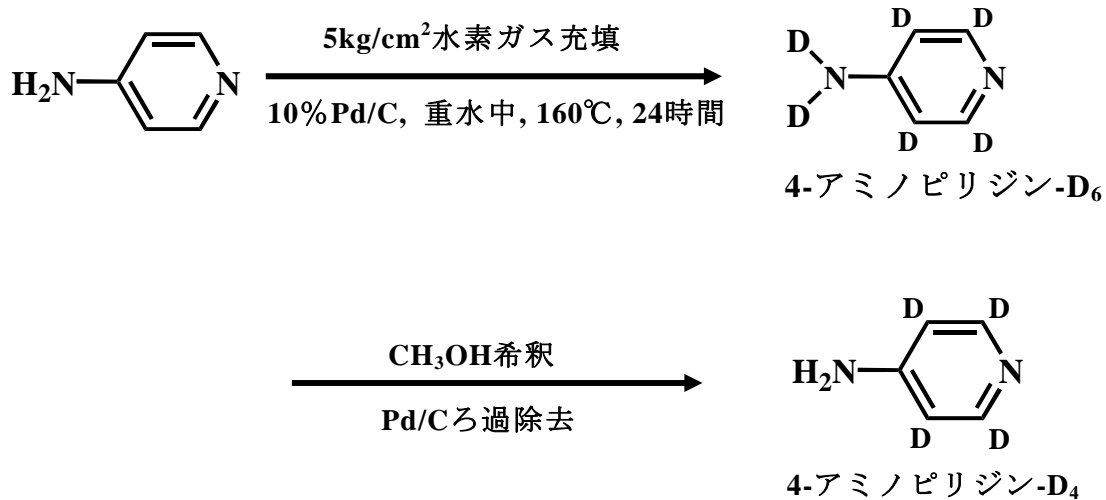 5kg/cm²水素ガス充填
H₂N
N
10%Pd/C, 重水中, 160℃, 24時間
D
D
D
N
N
D
D
D
4-アミノピリジン-D₆
CH₃OH希釈
Pd/Cろ過除去
D
D
H₂N
N
D
D
4-アミノピリジン-D₄